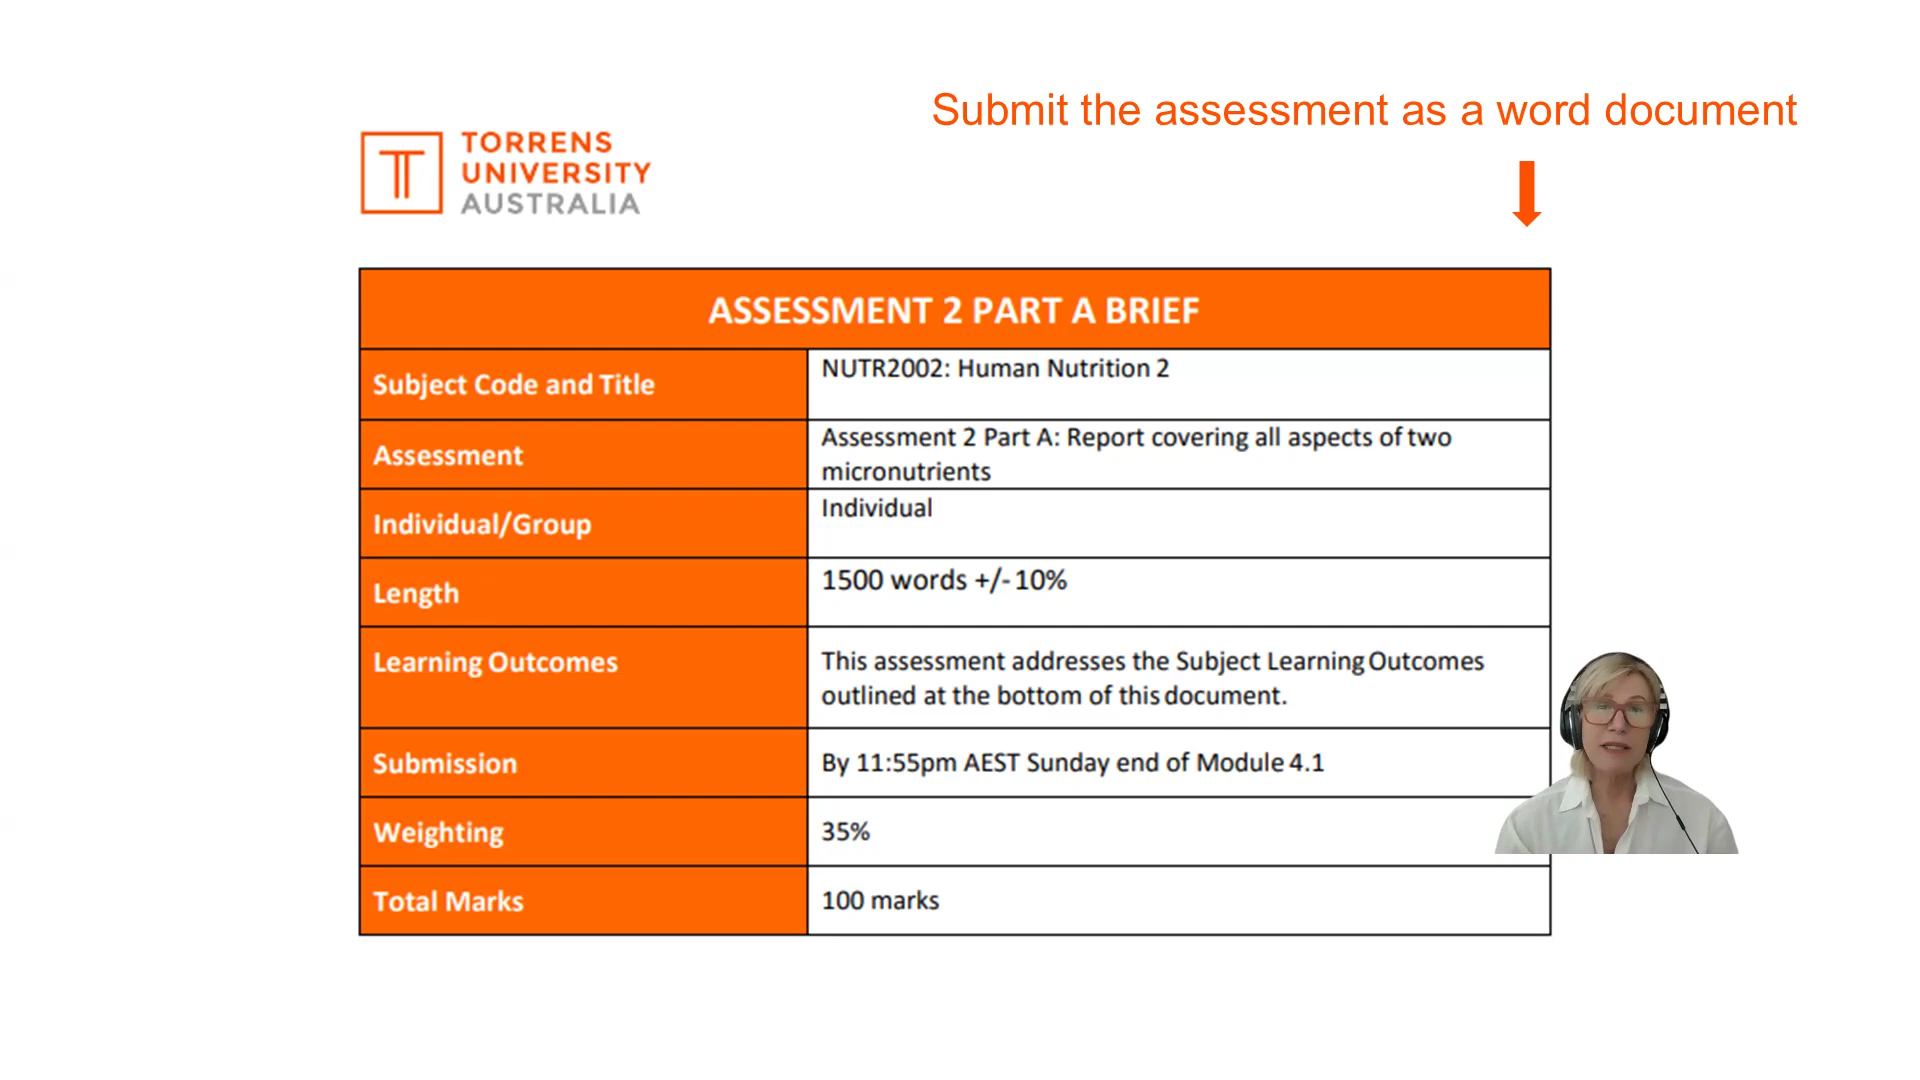 Submit the assessment as a word document
TORRENS
UNIVERSITY
AUSTRALIA
ASSESSMENT 2 PART A BRIEF
Subject Code and Title
NUTR2002: Human Nutrition 2
Assessment
Assessment 2 Part A: Report covering all aspects of two
micronutrients
Individual/Group
Individual
Length
1500 words +/- 10%
Learning Outcomes
This assessment addresses the Subject Learning Outcomes
outlined at the bottom of this document.
Submission
By 11:55pm AEST Sunday end of Module 4.1
Weighting
35%
Total Marks
100 marks